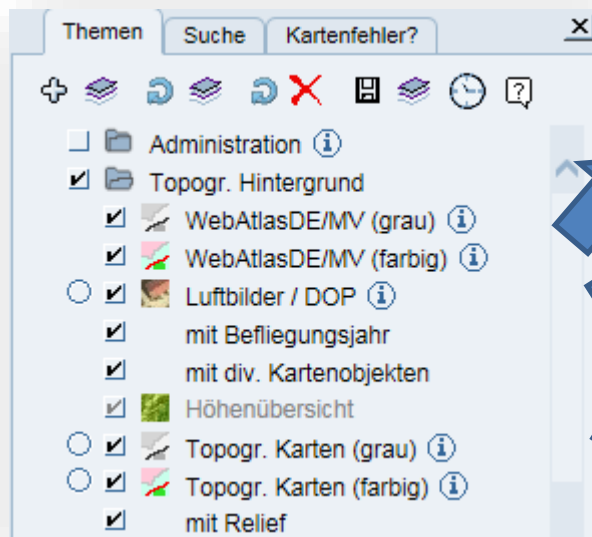 Themen Suche Kartenfehler?
Administration
Topogr. Hintergrund
WebAtlasDE/MV (grau)
WebAtlasDE/MV (farbig)
Luftbilder / DOP
mit Befliegungsjahr
mit div. Kartenobjekten
Höhenübersicht
Topogr. Karten (grau)
Topogr. Karten (farbig)
mit Relief